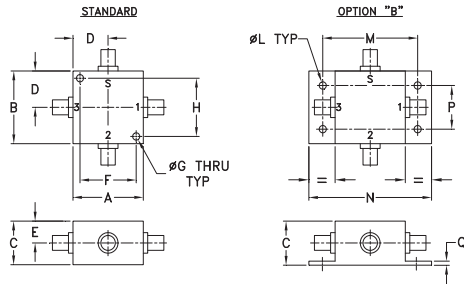 STANDARD
OPTION "B"
D
M
ØL TYP
S
S
D
B
3
1
H
3
1
P
2
2
ØG THRU
TYP
F
A
=
=
N
E
C
C
Q